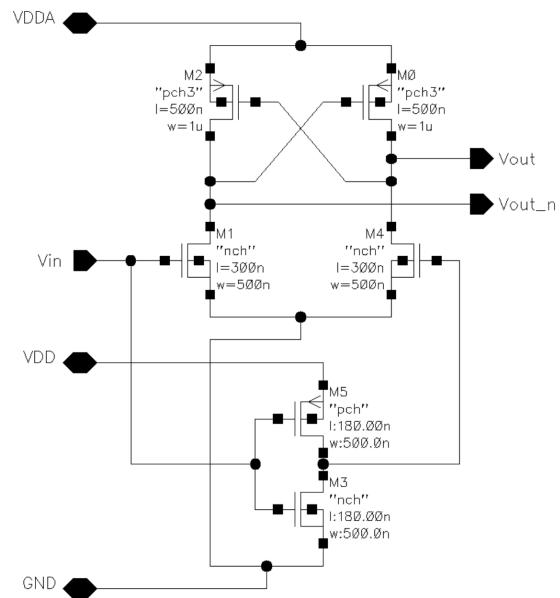 VDDA
M2
"pch3"
l=500n
w=1u
M0
"pch3"
l=500n
w=1u
Vout
Vout_n
M1
"nch"
l=300n
w=500n
M4
"nch"
l=300n
w=500n
Vin
VDD
M5
"pch"
l:180.00n
w:500.0n
M3
"nch"
l:180.00n
w:500.0n
GND